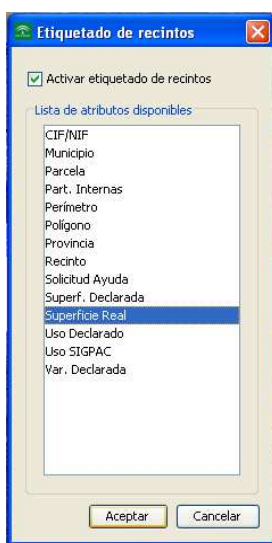 Etiquetado de recintos
Activar etiquetado de recintos
Lista de atributos disponibles
CIF/NIF
Municipio
Parcela
Part. Internas
Perímetro
Polígono
Provincia
Recinto
Solicitud Ayuda
Superf. Declarada
Superficie Real
Uso Declarado
Uso SIGPAC
Var. Declarada
Aceptar Cancelar